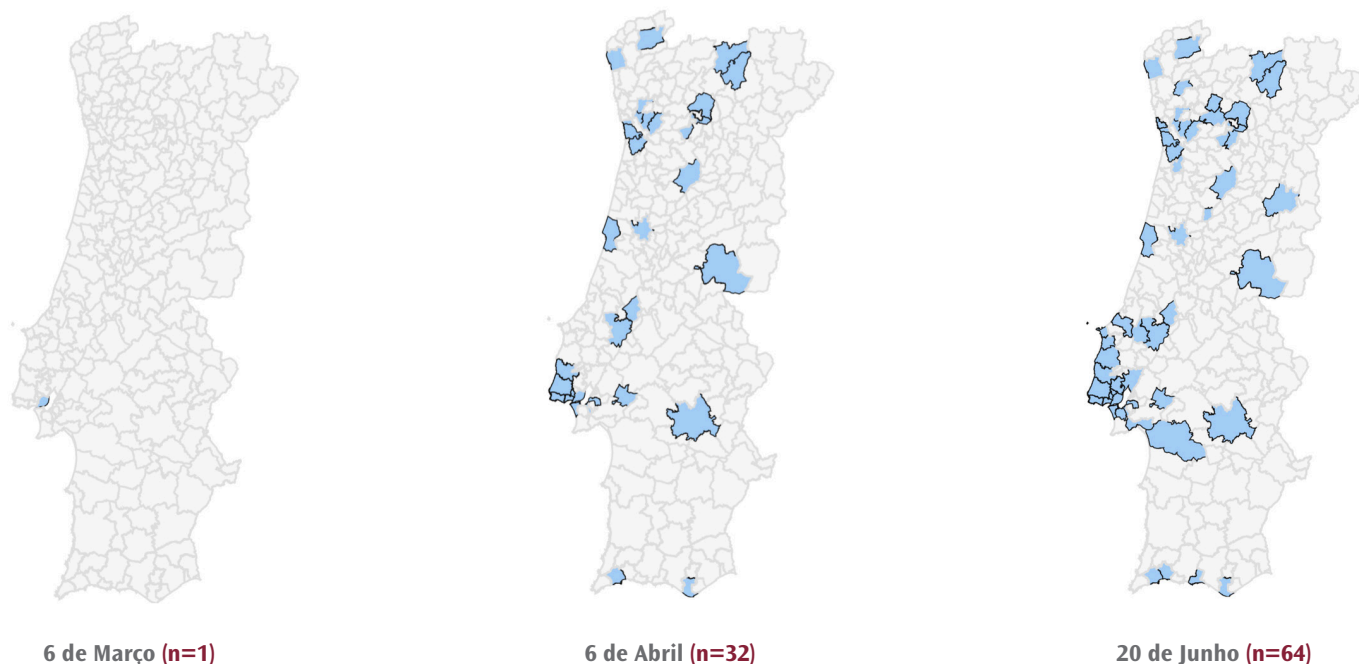 6 de Março (n=1)
6 de Abril (n=32)
20 de Junho (n=64)